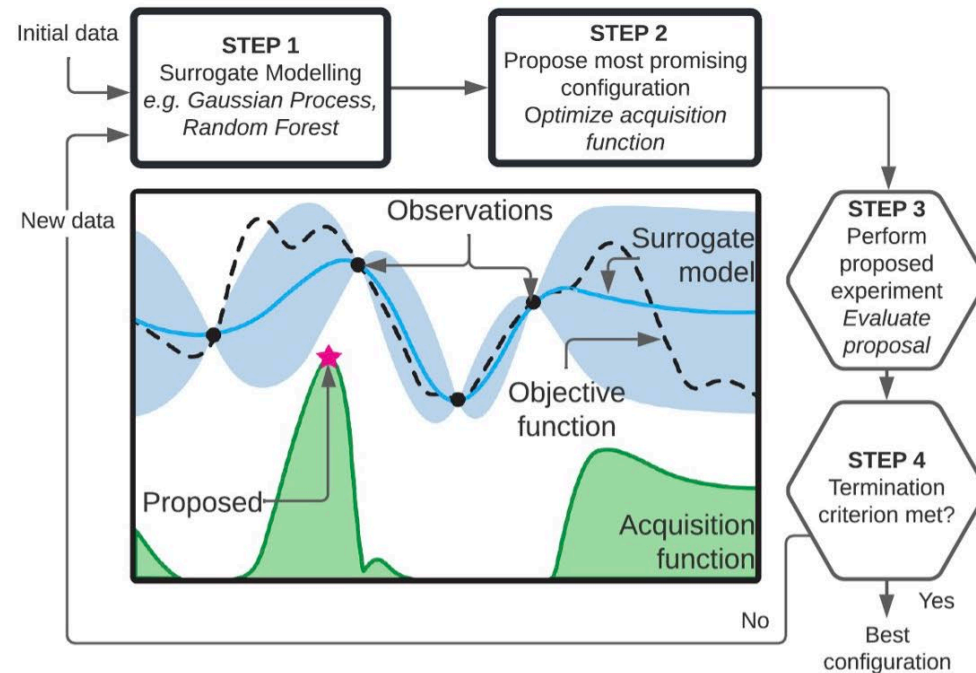 Initial data
STEP 1
Surrogate Modelling
e.g. Gaussian Process,
Random Forest
STEP 2
Propose most promising
configuration
Optimize acquisition
function
New data
Observations
Surrogate
model
Objective
function
Proposed
Acquisition
function
STEP 3
Perform
proposed
experiment
Evaluate
proposal
STEP 4
Termination
criterion met?
No
Yes
Best
configuration